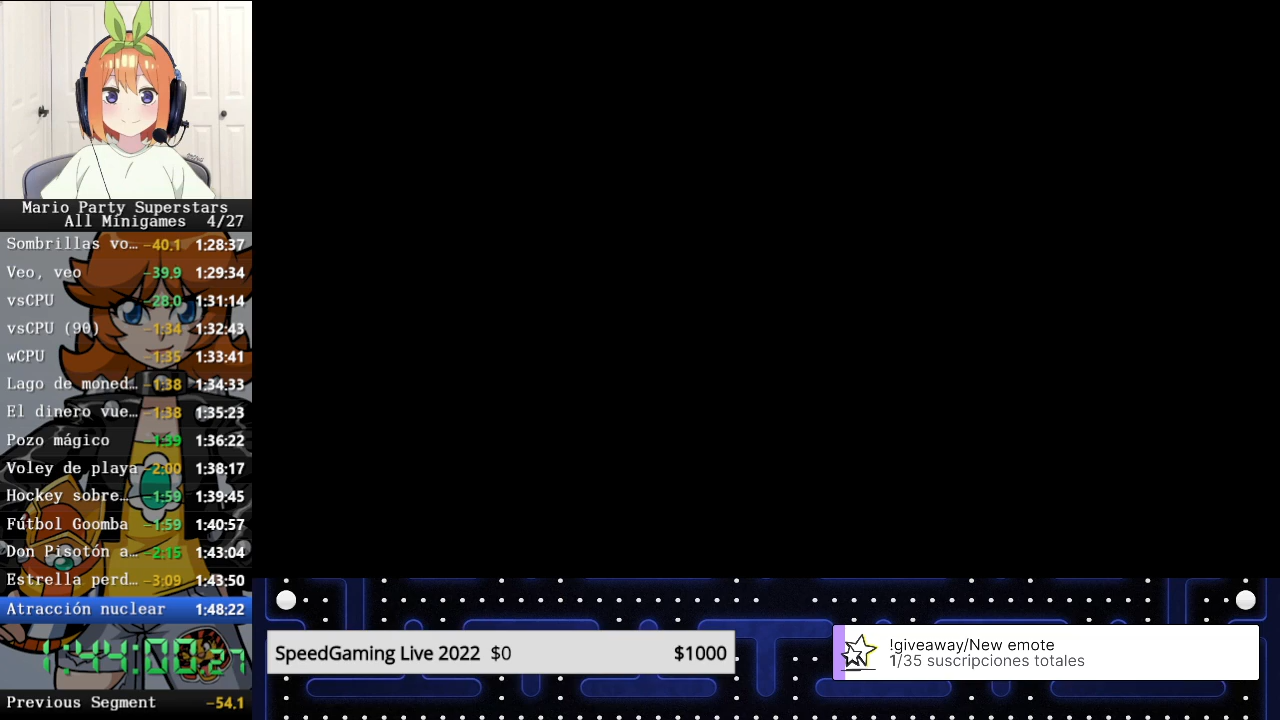 Mario Party Superstars
All Minigames 4/27
Sombrillas vo… −40.1 1:28:37
Veo, veo −39.9 1:29:34
vsCPU −28.0 1:31:14
vsCPU (90) −1:34 1:32:43
wCPU −1:35 1:33:41
Lago de moned… −1:38 1:34:33
El dinero vue… −1:38 1:35:23
Pozo mágico −1:39 1:36:22
Voley de playa −2:00 1:38:17
Hockey sobre… −1:59 1:39:45
Fútbol Goomba −1:59 1:40:57
Don Pisotón a… −2:15 1:43:04
Estrella perd… −3:09 1:43:50
Atracción nuclear 1:48:22
1:44:00.27
Previous Segment −54.1
SpeedGaming Live 2022 $0 $1000
!giveaway/New emote
1/35 suscripciones totales